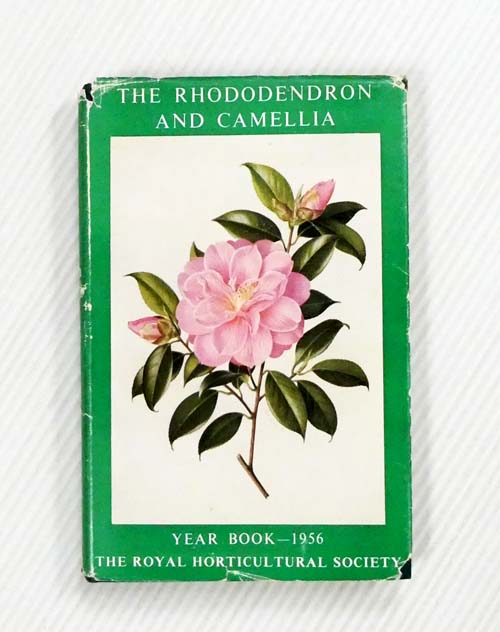 THE RHODODENDRON
AND CAMELLIA
YEAR BOOK—1956
THE ROYAL HORTICULTURAL SOCIETY